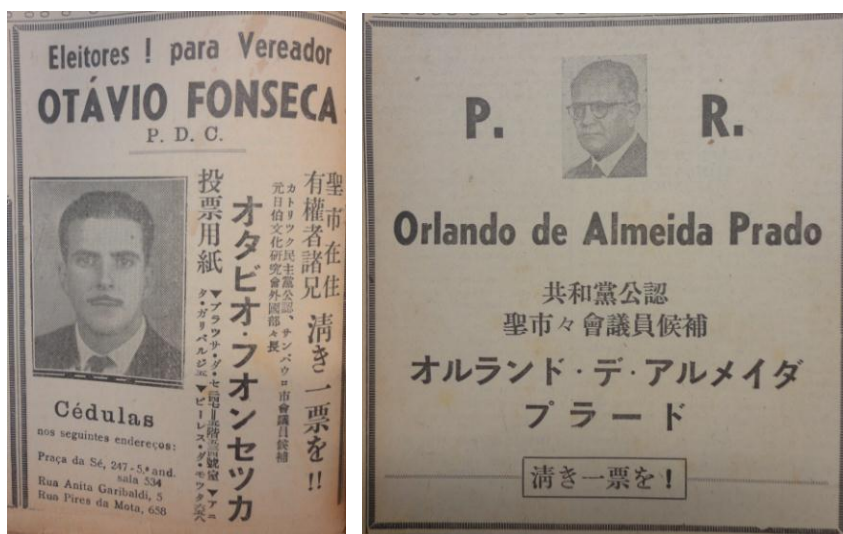 Eleitores ! para Vereador
OTÁVIO FONSECA
P. D. C.
聖市在住
有權者諸兄 清き一票を!!
カトリック民主黨公認、サンパウロ市會議員候補
元日伯文化研究會外國部々長
オタビオ・フオンセツカ
投票用紙
Cédulas
nos seguintes endereços:
Praça da Sé, 247 - 5.º and.
sala 534
Rua Anita Garibaldi, 5
Rua Pires da Mota, 658
P. R.
Orlando de Almeida Prado
共和黨公認
聖市々會議員候補
オルランド・デ・アルメイダ
プラード
清き一票を!